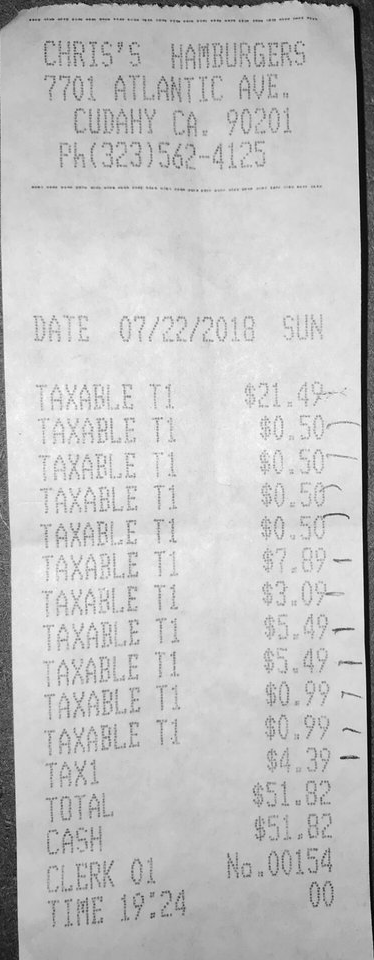 CHRIS'S HAMBURGERS
7701 ATLANTIC AVE.
CUDAHY CA. 90201
Ph(323)562-4125
DATE 07/22/2018 SUN
TAXABLE T1 $21.49
TAXABLE T1 $0.50
TAXABLE T1 $0.50
TAXABLE T1 $0.50
TAXABLE T1 $0.50
TAXABLE T1 $7.89
TAXABLE T1 $3.09
TAXABLE T1 $5.49
TAXABLE T1 $5.49
TAXABLE T1 $0.99
TAXABLE T1 $0.99
TAX1 $4.39
TOTAL $51.82
CASH $51.82
CLERK 01 No.00154
TIME 19:24 00